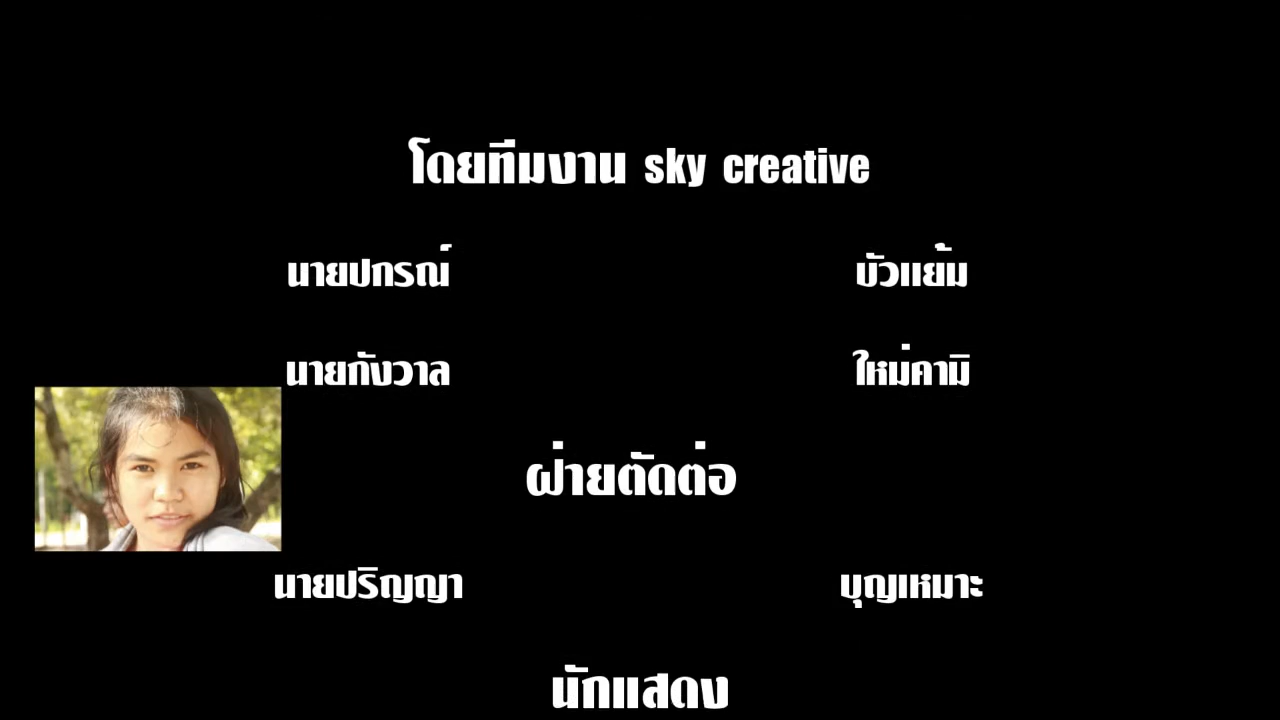 โดยทีมงาน sky creative
นายปกรณ์ บัวแย้ม
นายกังวาล ใหม่คามิ
ฝ่ายตัดต่อ
นายปริญญา บุญเหมาะ
นักแสดง